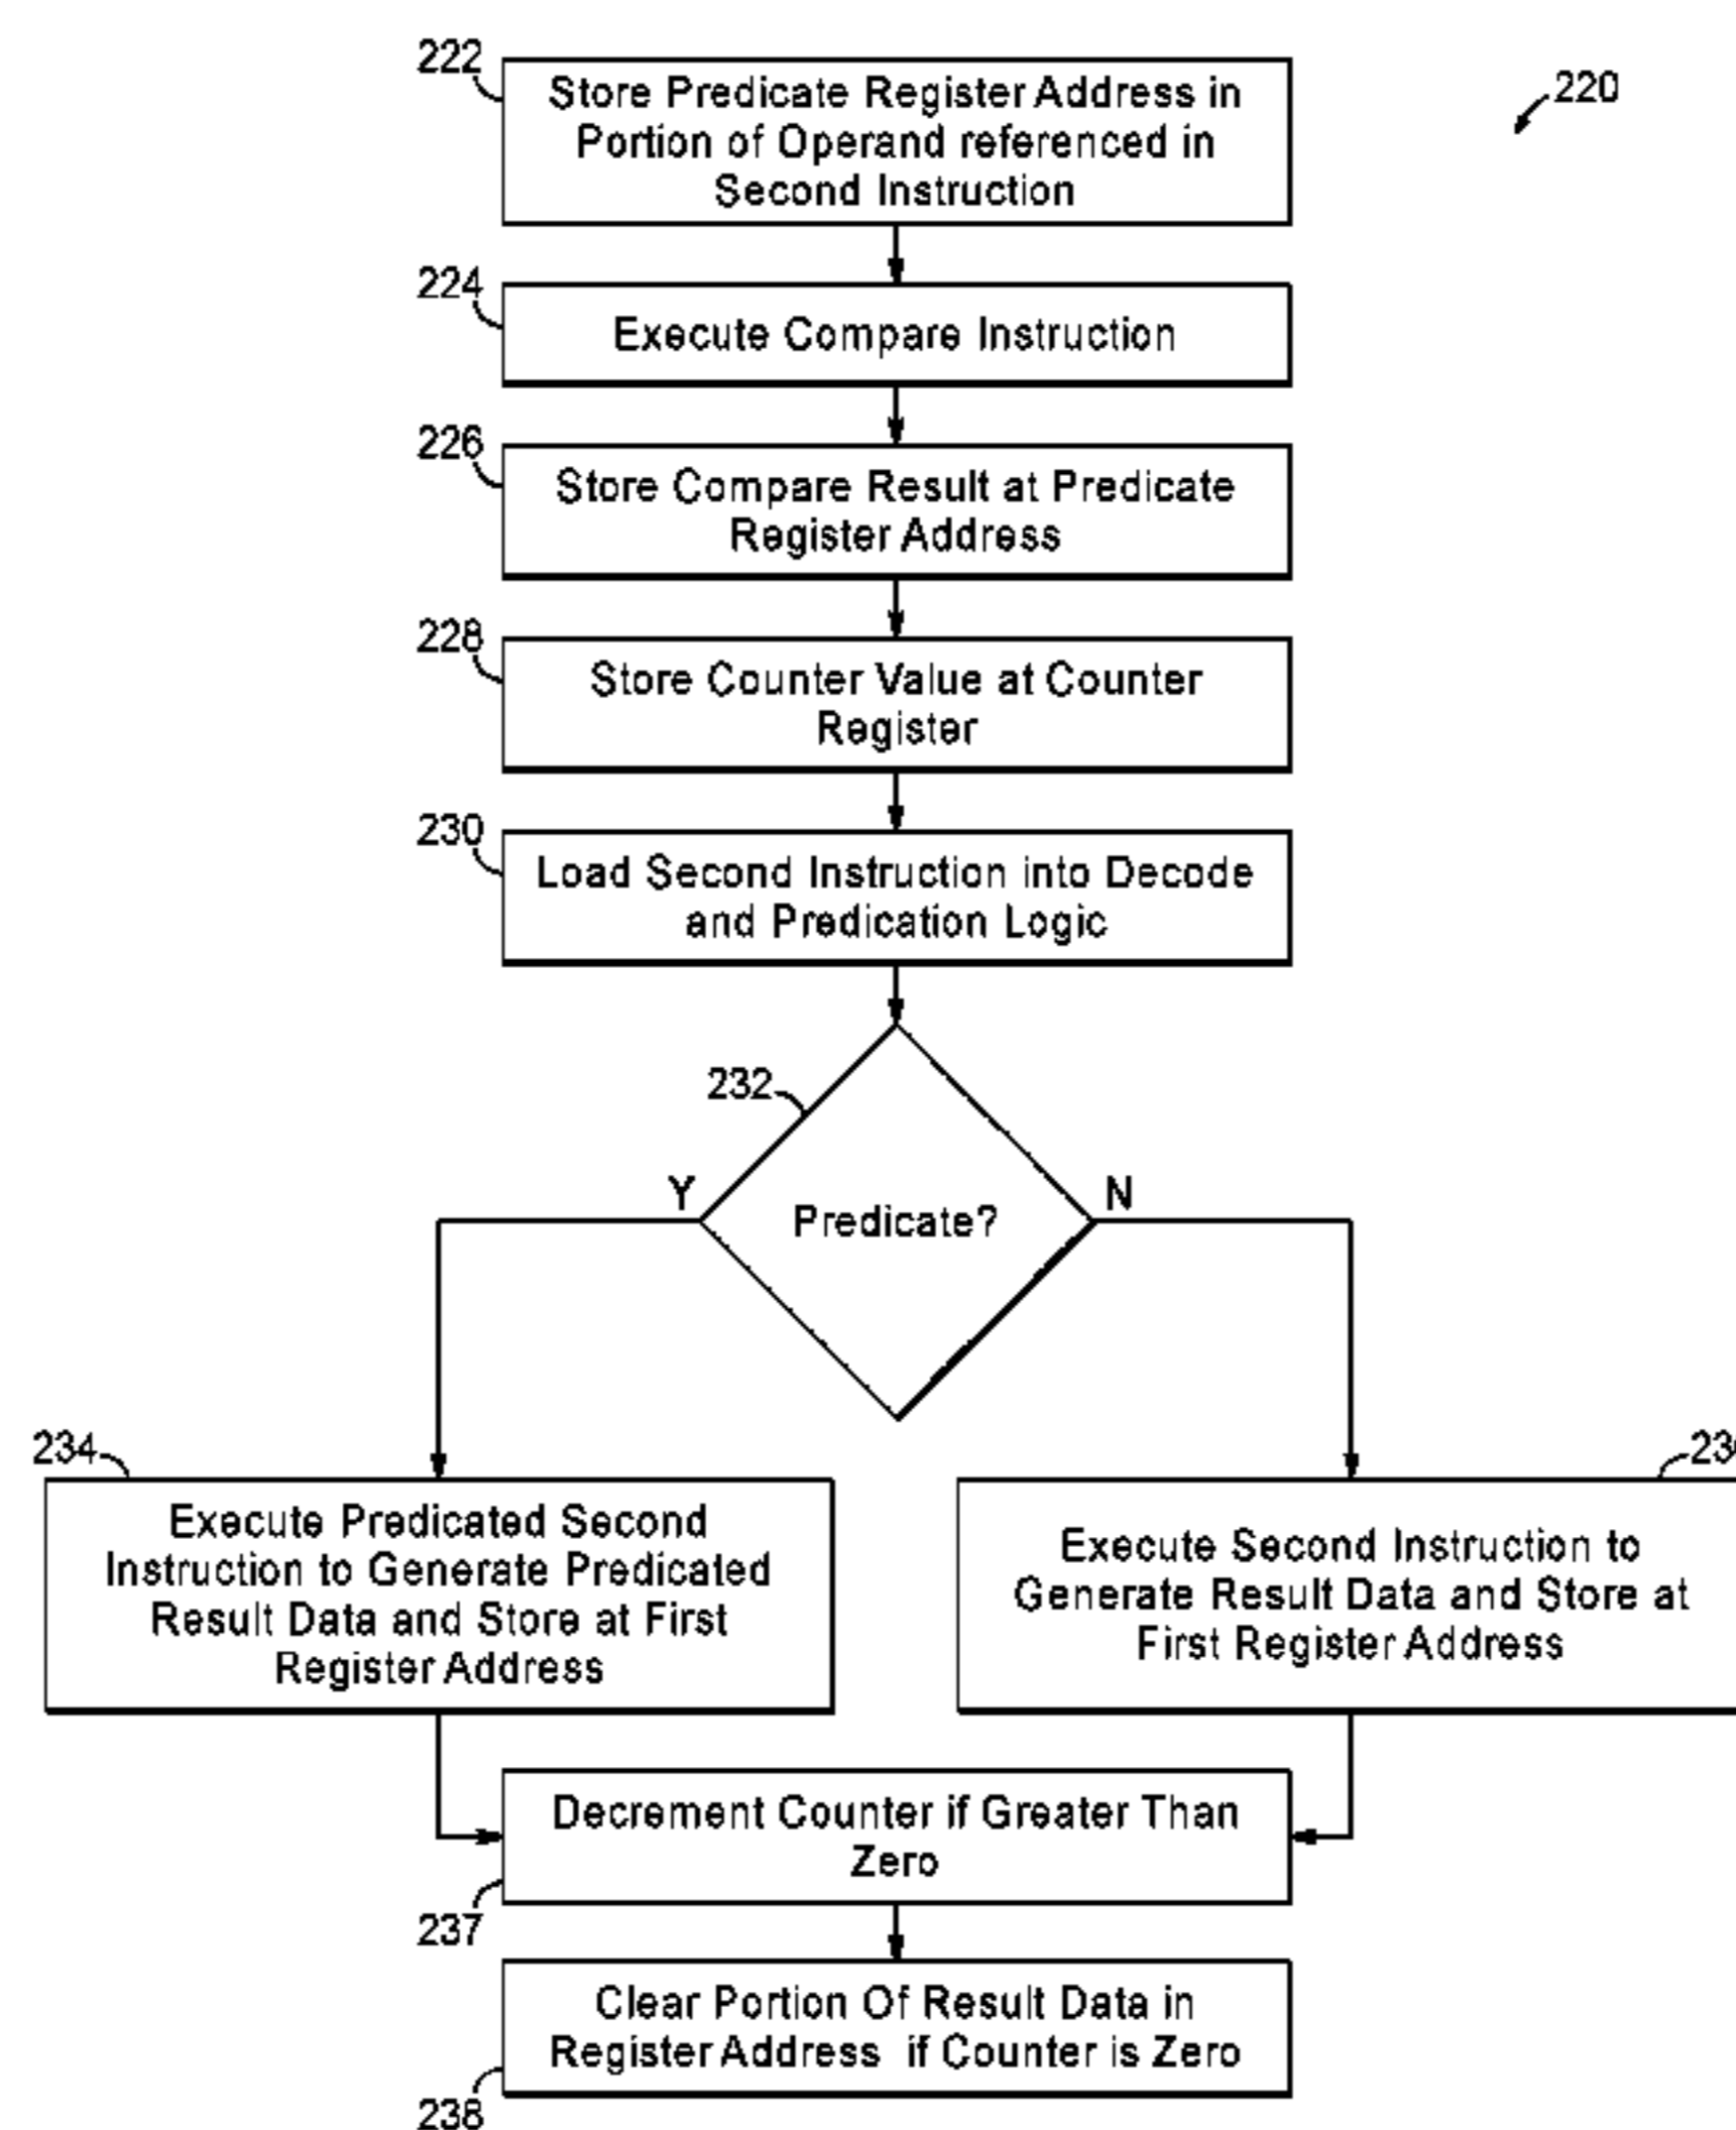 222
Store Predicate Register Address in
Portion of Operand referenced in
Second Instruction
220
224
Execute Compare Instruction
226
Store Compare Result at Predicate
Register Address
228
Store Counter Value at Counter
Register
230
Load Second Instruction into Decode
and Predication Logic
232
Predicate?
Y
N
234
Execute Predicated Second
Instruction to Generate Predicated
Result Data and Store at First
Register Address
Execute Second Instruction to
Generate Result Data and Store at
First Register Address
Decrement Counter if Greater Than
Zero
237
Clear Portion Of Result Data in
Register Address if Counter is Zero
238